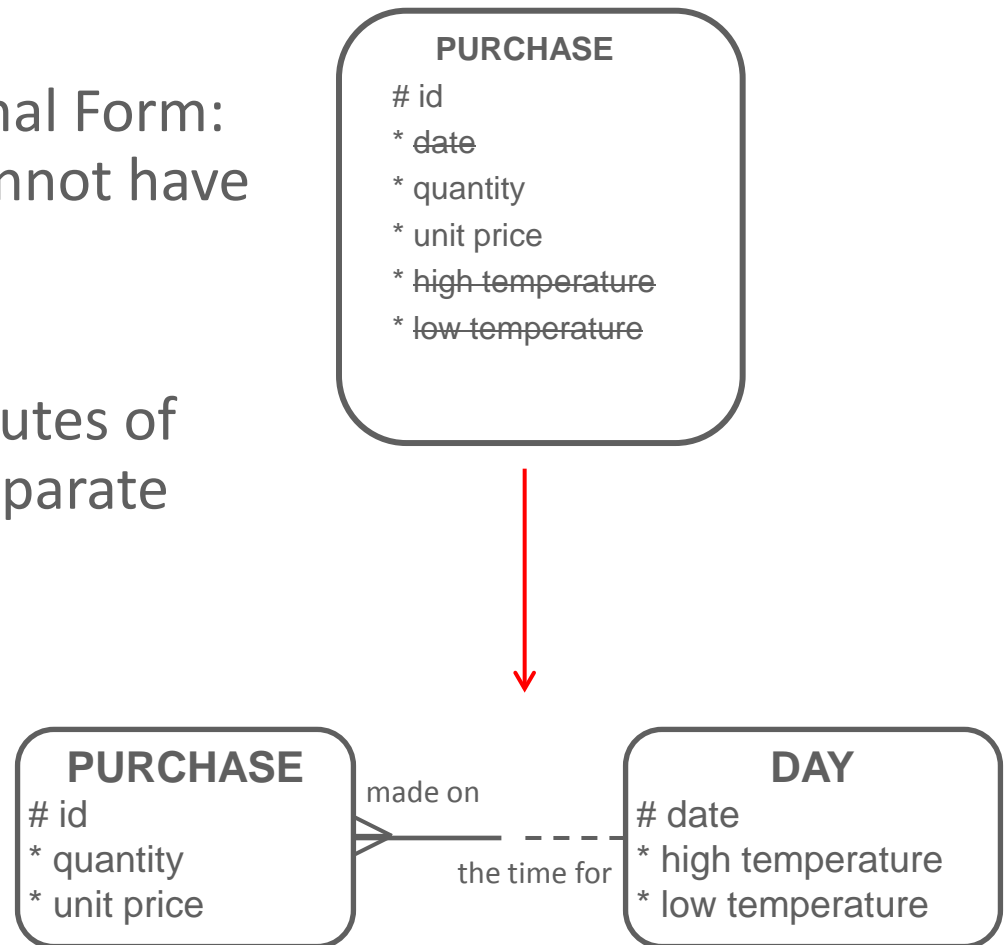 nal Form:
nnot have
utes of
parate
PURCHASE
# id
* date
* quantity
* unit price
* high temperature
* low temperature
PURCHASE
# id
* quantity
* unit price
made on
the time for
DAY
# date
* high temperature
* low temperature